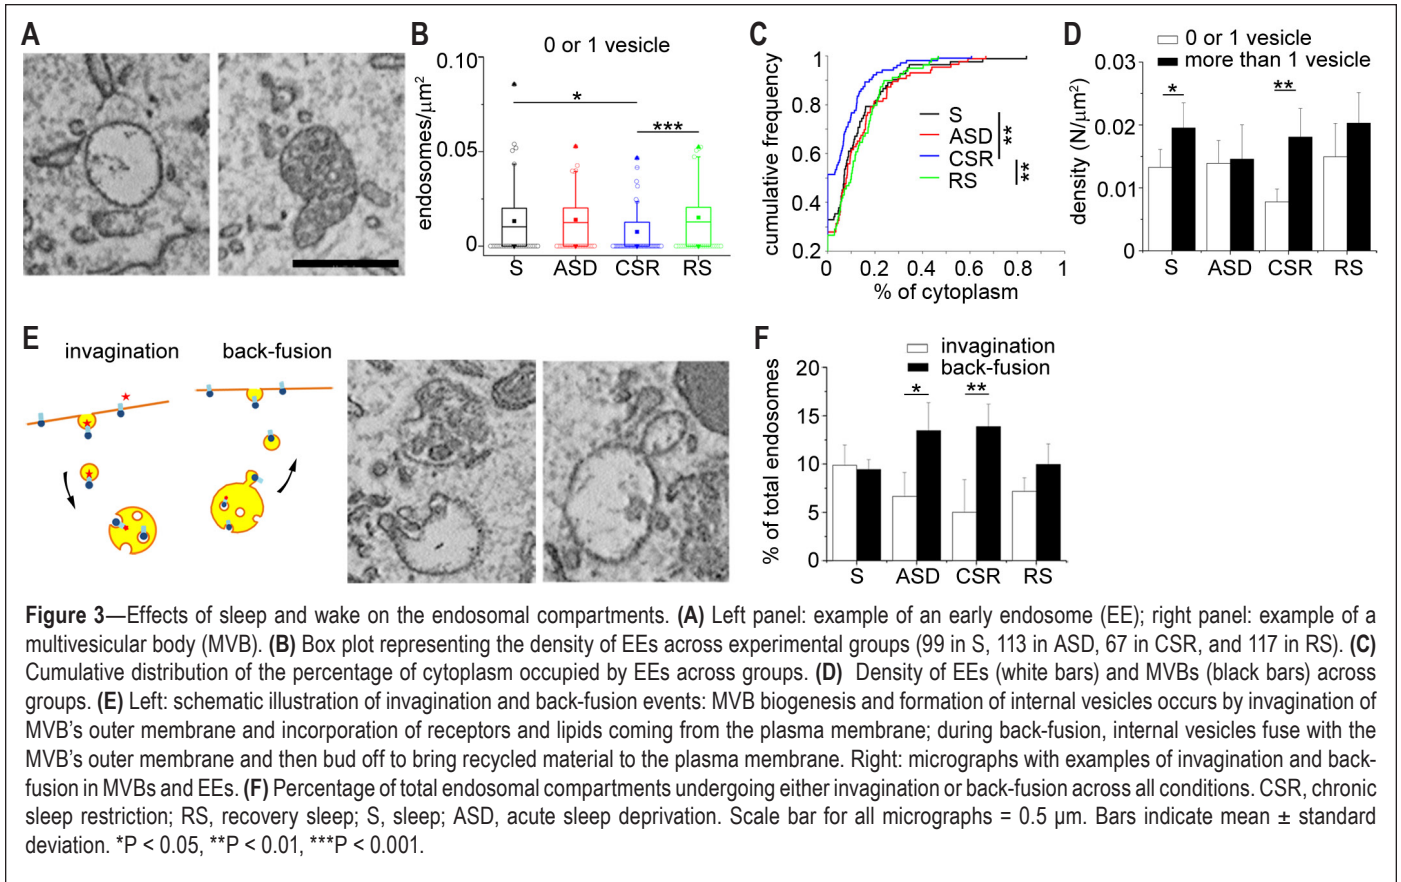 A
B
0 or 1 vesicle
0.10
0.05
0
endosomes/μm²
*
***
S
ASD
CSR
RS
C
1
0.8
0.6
0.4
0.2
cumulative frequency
S
ASD
CSR
RS
**
**
0
0.2
0.4
0.6
0.8
1
% of cytoplasm
D
0 or 1 vesicle
more than 1 vesicle
0.03
0.02
0.01
0
density (N/μm²)
*
**
S
ASD
CSR
RS
E
invagination
back-fusion
F
invagination
back-fusion
20
15
10
5
0
% of total endosomes
*
**
S
ASD
CSR
RS
Figure 3—Effects of sleep and wake on the endosomal compartments. (A) Left panel: example of an early endosome (EE); right panel: example of a
multivesicular body (MVB). (B) Box plot representing the density of EEs across experimental groups (99 in S, 113 in ASD, 67 in CSR, and 117 in RS). (C)
Cumulative distribution of the percentage of cytoplasm occupied by EEs across groups. (D) Density of EEs (white bars) and MVBs (black bars) across
groups. (E) Left: schematic illustration of invagination and back-fusion events: MVB biogenesis and formation of internal vesicles occurs by invagination of
MVB's outer membrane and incorporation of receptors and lipids coming from the plasma membrane; during back-fusion, internal vesicles fuse with the
MVB's outer membrane and then bud off to bring recycled material to the plasma membrane. Right: micrographs with examples of invagination and back-
fusion in MVBs and EEs. (F) Percentage of total endosomal compartments undergoing either invagination or back-fusion across all conditions. CSR, chronic
sleep restriction; RS, recovery sleep; S, sleep; ASD, acute sleep deprivation. Scale bar for all micrographs = 0.5 μm. Bars indicate mean ± standard
deviation. *P < 0.05, **P < 0.01, ***P < 0.001.